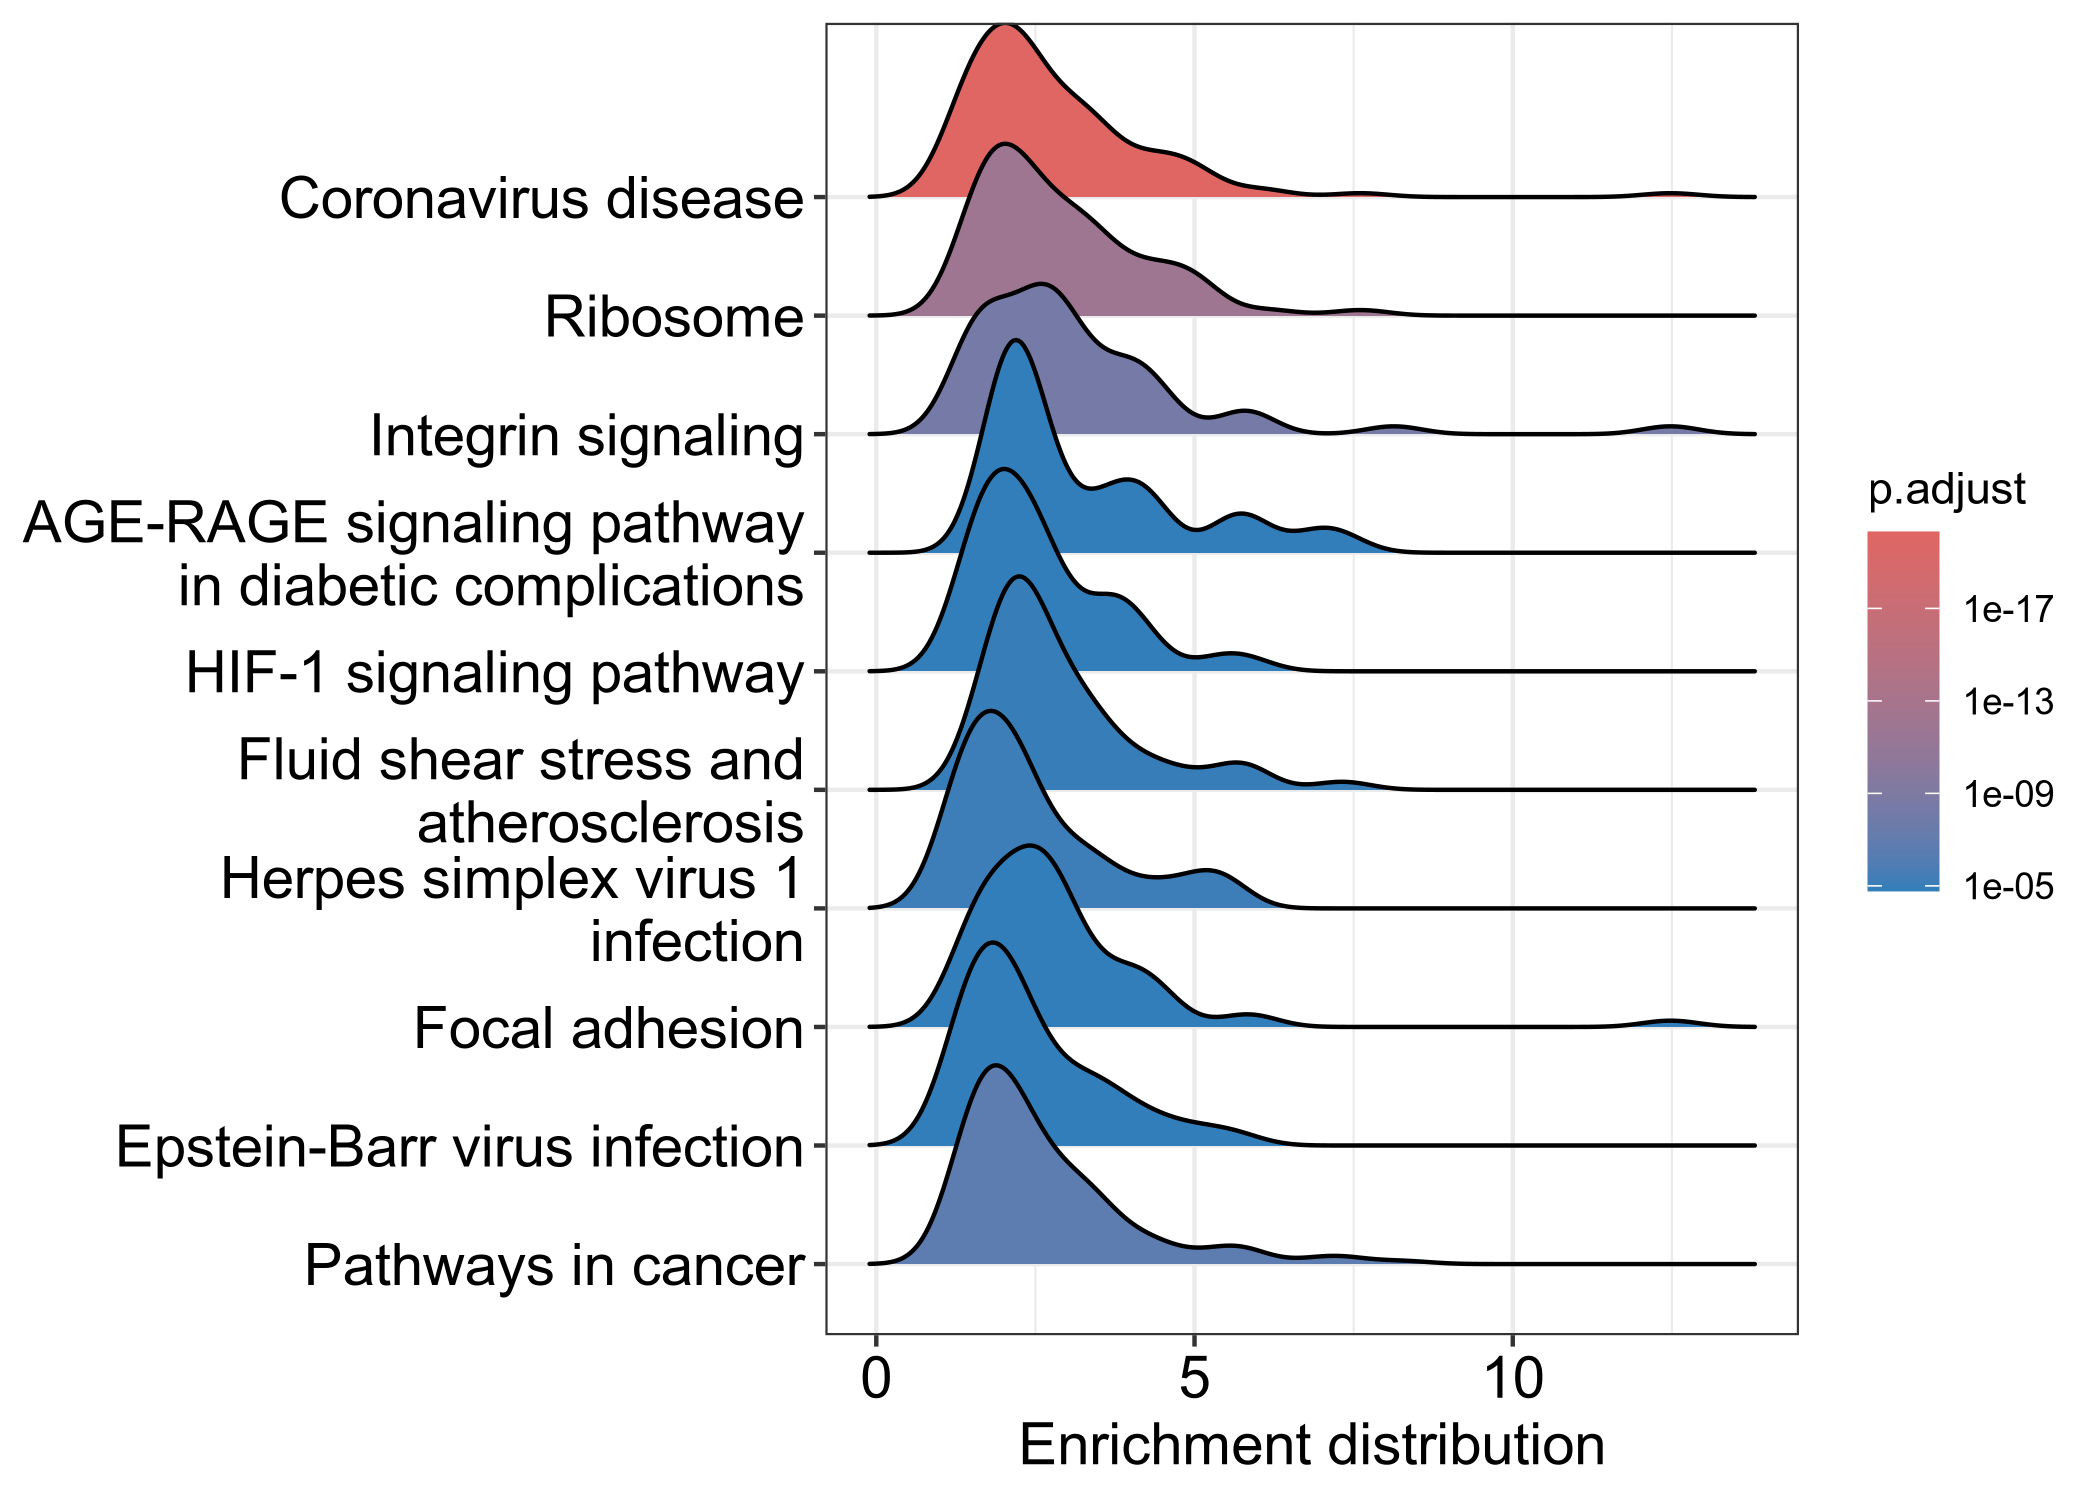 Coronavirus disease
Ribosome
Integrin signaling
AGE-RAGE signaling pathway
in diabetic complications
HIF-1 signaling pathway
Fluid shear stress and
atherosclerosis
Herpes simplex virus 1
infection
Focal adhesion
Epstein-Barr virus infection
Pathways in cancer
0 5 10
Enrichment distribution
p.adjust
1e-17
1e-13
1e-09
1e-05